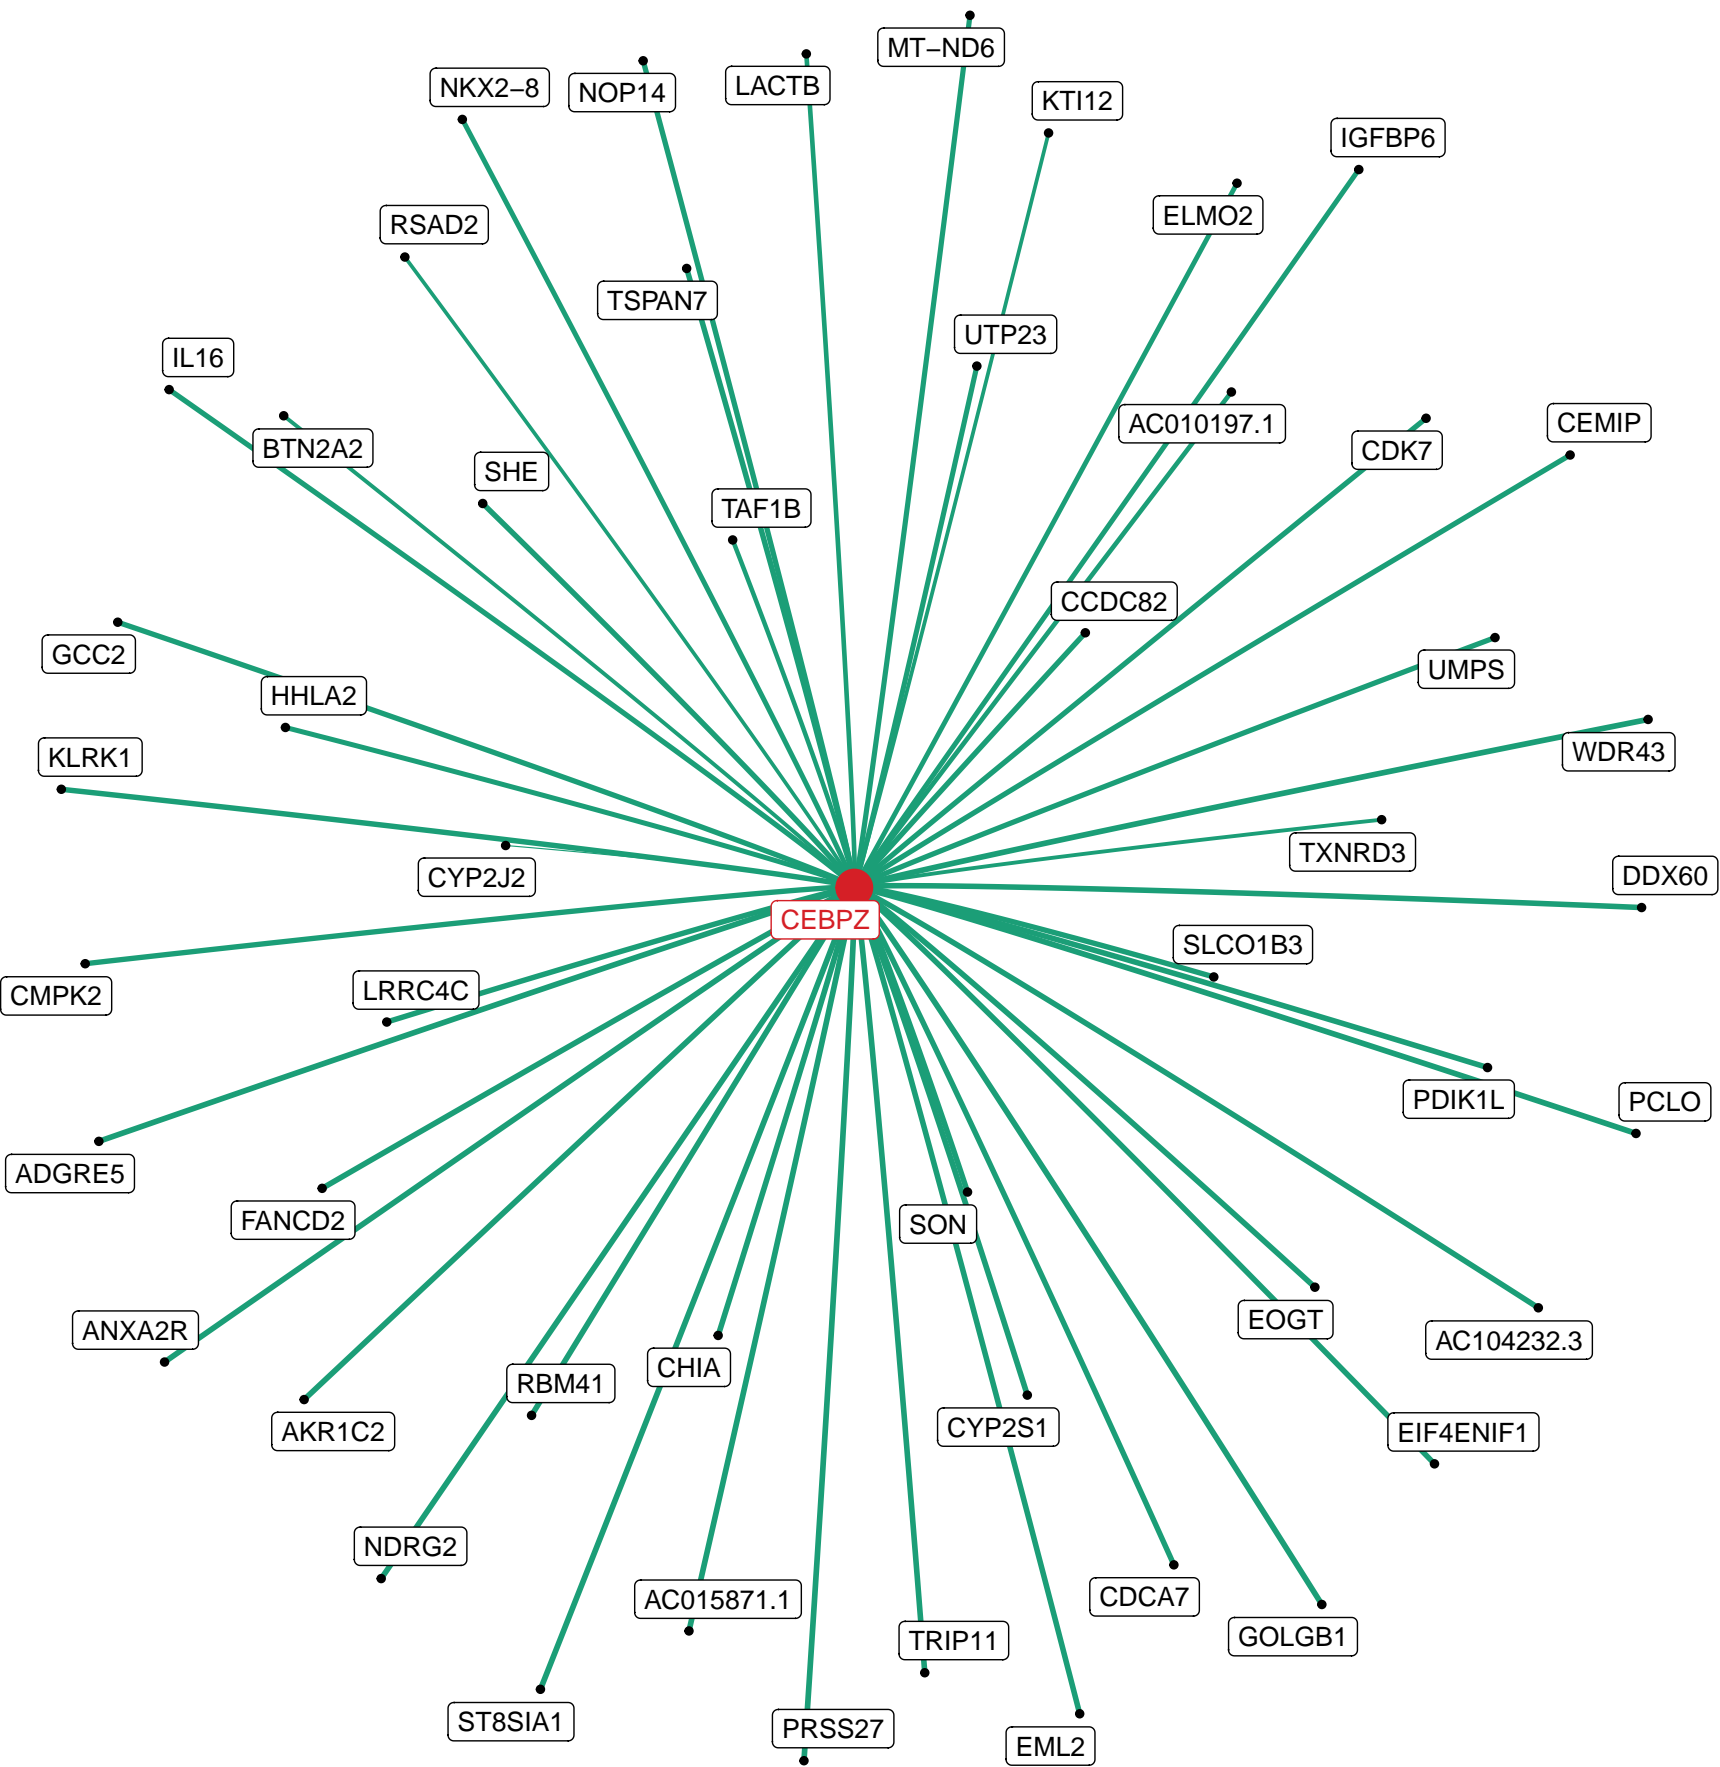 MT−ND6
LACTB
NKX2−8
NOP14
KTI12
IGFBP6
ELMO2
RSAD2
TSPAN7
UTP23
IL16
AC010197.1
CEMIP
BTN2A2
CDK7
SHE
TAF1B
CCDC82
GCC2
UMPS
HHLA2
WDR43
KLRK1
TXNRD3
CYP2J2
DDX60
CEBPZ
SLCO1B3
LRRC4C
CMPK2
PDIK1L
PCLO
ADGRE5
FANCD2
SON
EOGT
ANXA2R
AC104232.3
CHIA
RBM41
CYP2S1
AKR1C2
EIF4ENIF1
NDRG2
CDCA7
AC015871.1
GOLGB1
TRIP11
ST8SIA1
PRSS27
EML2